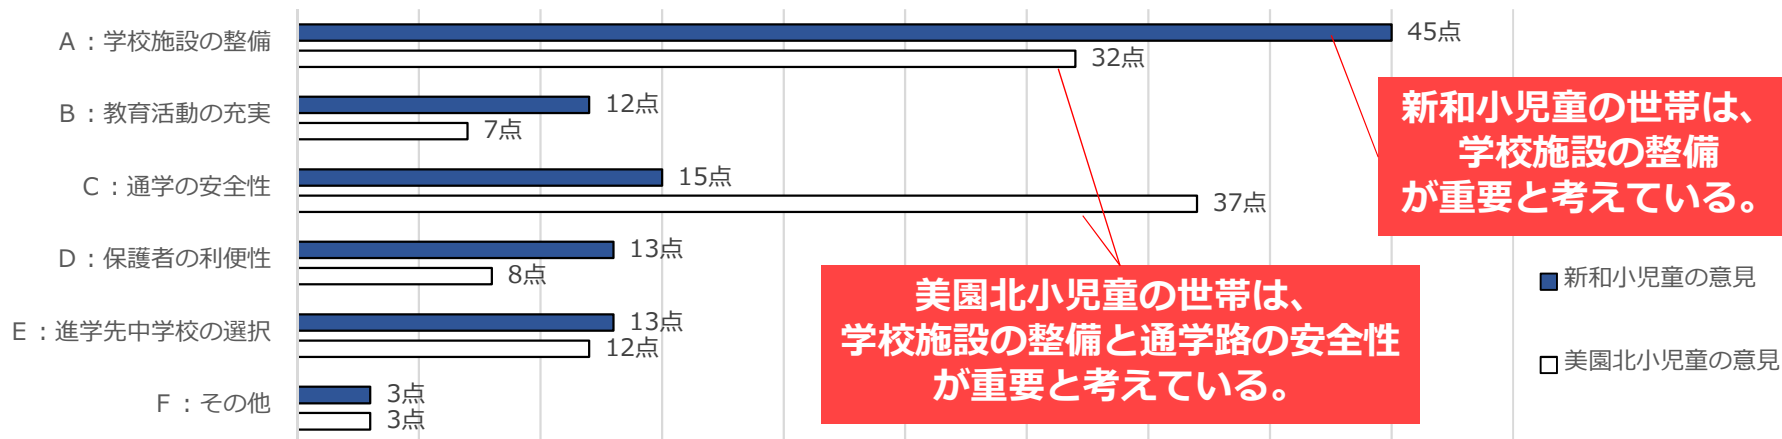 A：学校施設の整備
45点
32点
B：教育活動の充実
12点
7点
C：通学の安全性
15点
37点
D：保護者の利便性
13点
8点
E：進学先中学校の選択
13点
12点
F：その他
3点
3点
新和小児童の世帯は、
学校施設の整備
が重要と考えている。
美園北小児童の世帯は、
学校施設の整備と通学路の安全性
が重要と考えている。
新和小児童の意見
美園北小児童の意見